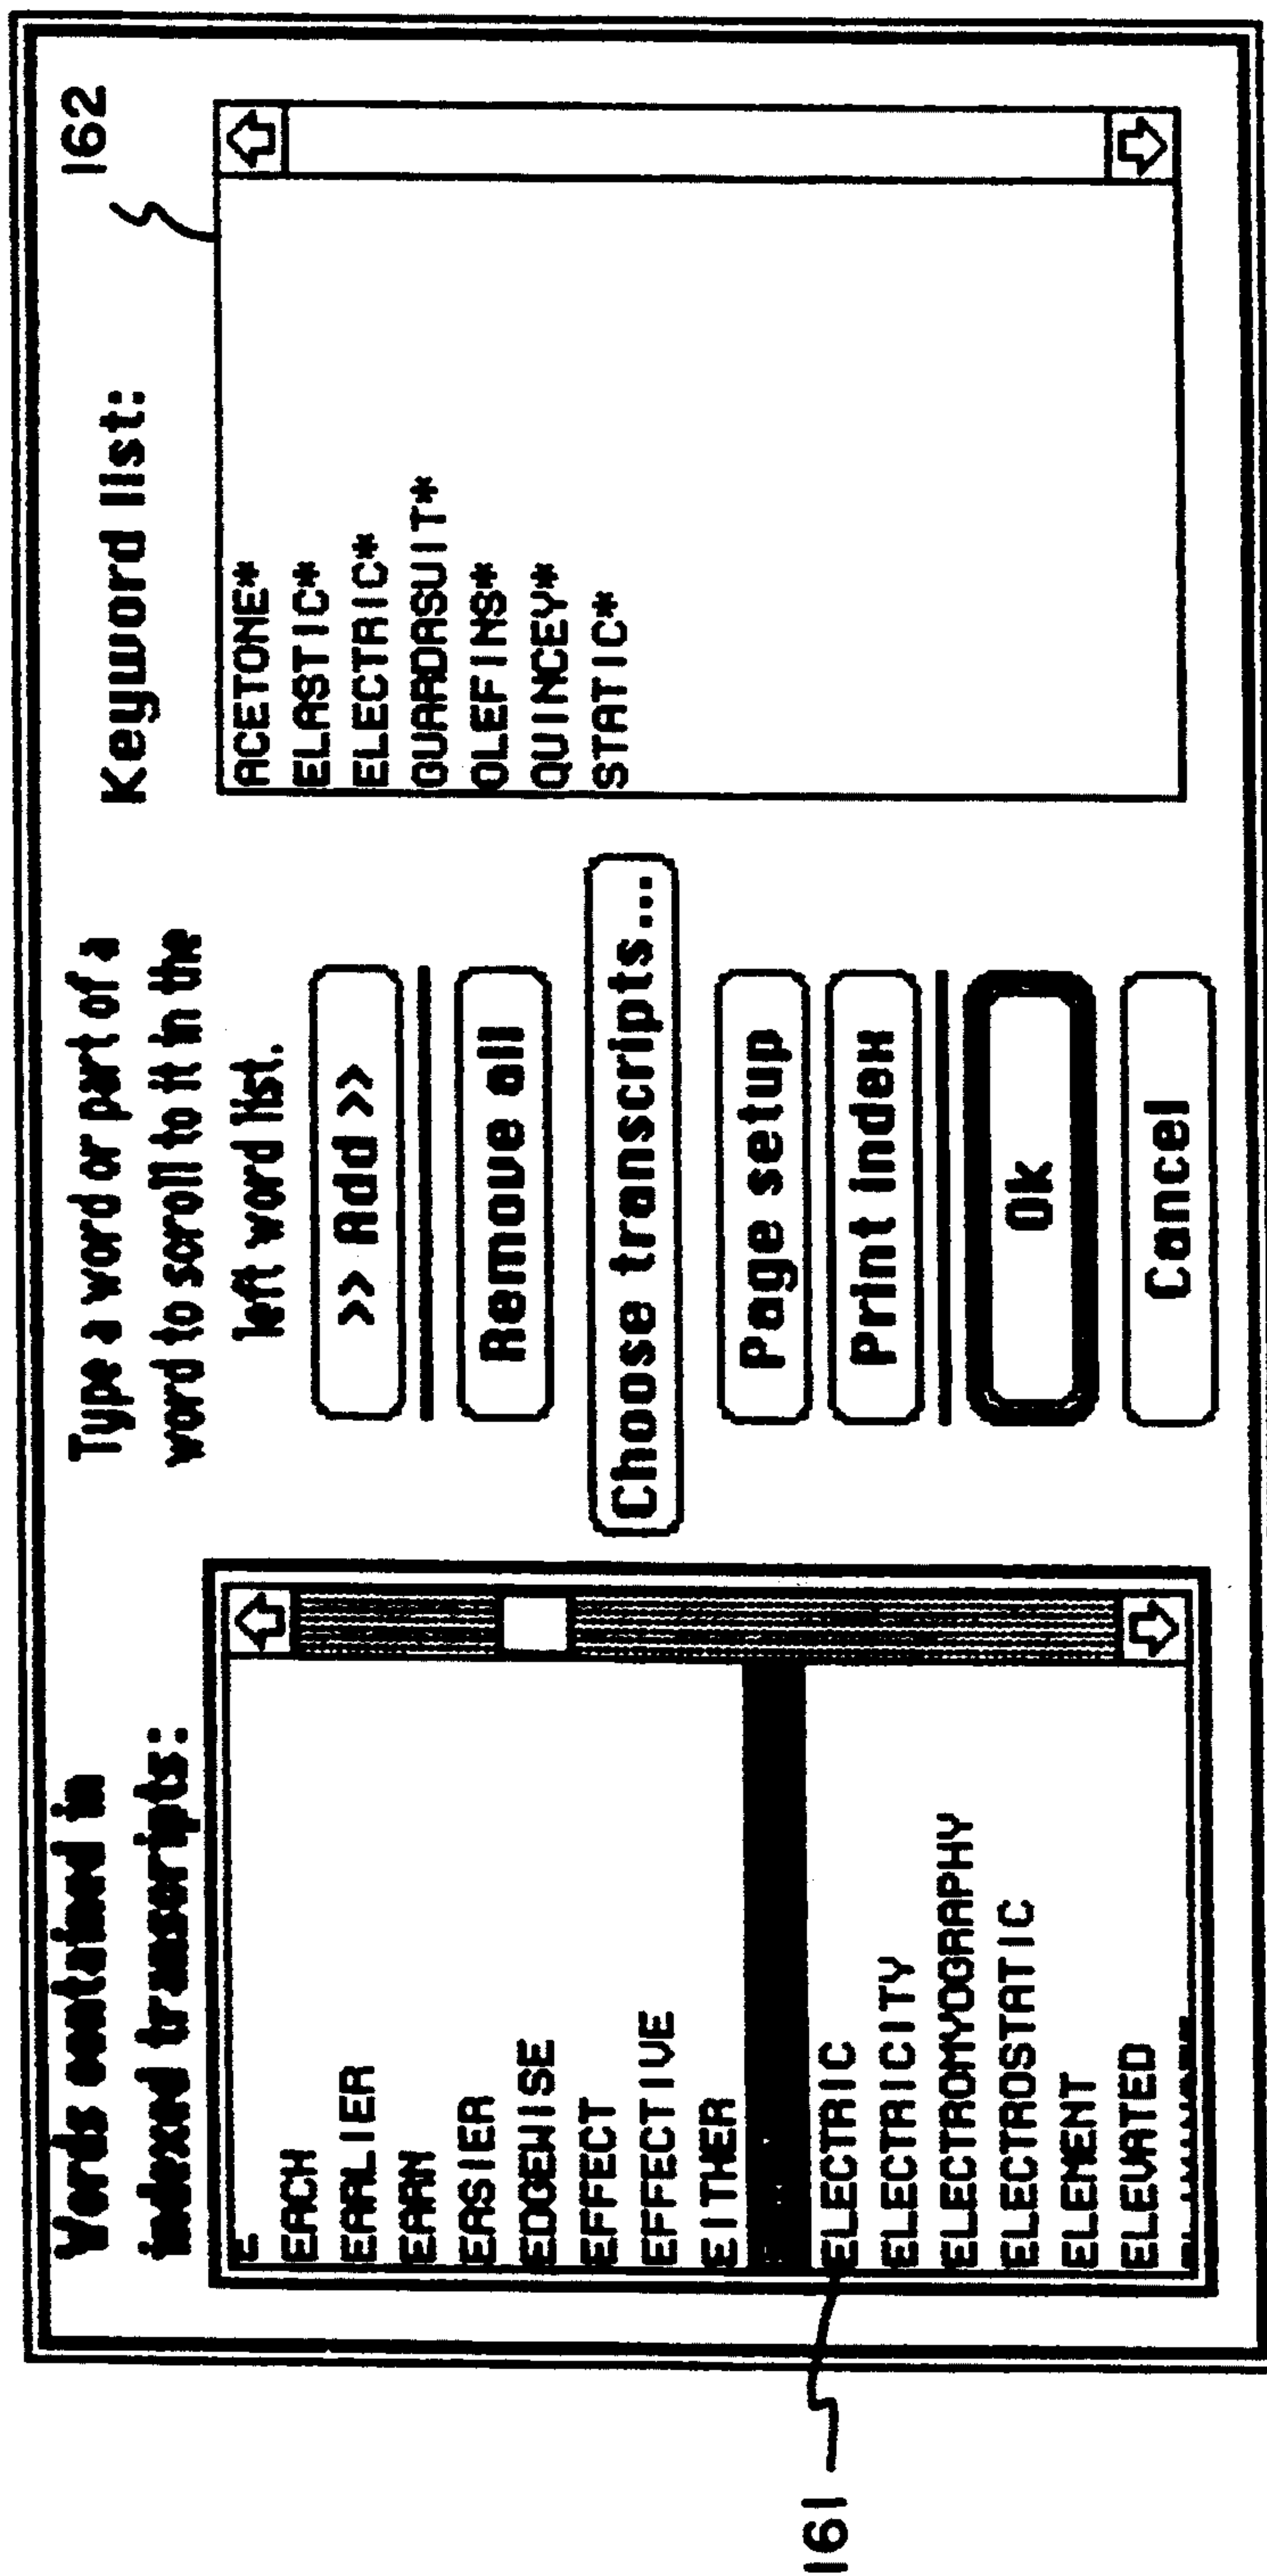 Words contained in
indexed transcripts:
E
EACH
EARLIER
EARN
EASIER
EDGEWISE
EFFECT
EFFECTIVE
EITHER
ELECTRIC
ELECTRICITY
ELECTROMYOGRAPHY
ELECTROSTATIC
ELEMENT
ELEVATED
161
Type a word or part of a
word to scroll to it in the
left word list.
>> Add >>
Remove all
Choose transcripts...
Page setup
Print index
Ok
Cancel
Keyword list:
162
ACETONE*
ELASTIC*
ELECTRIC*
GUARDASUIT*
OLEFINS*
QUINCEY*
STATIC*